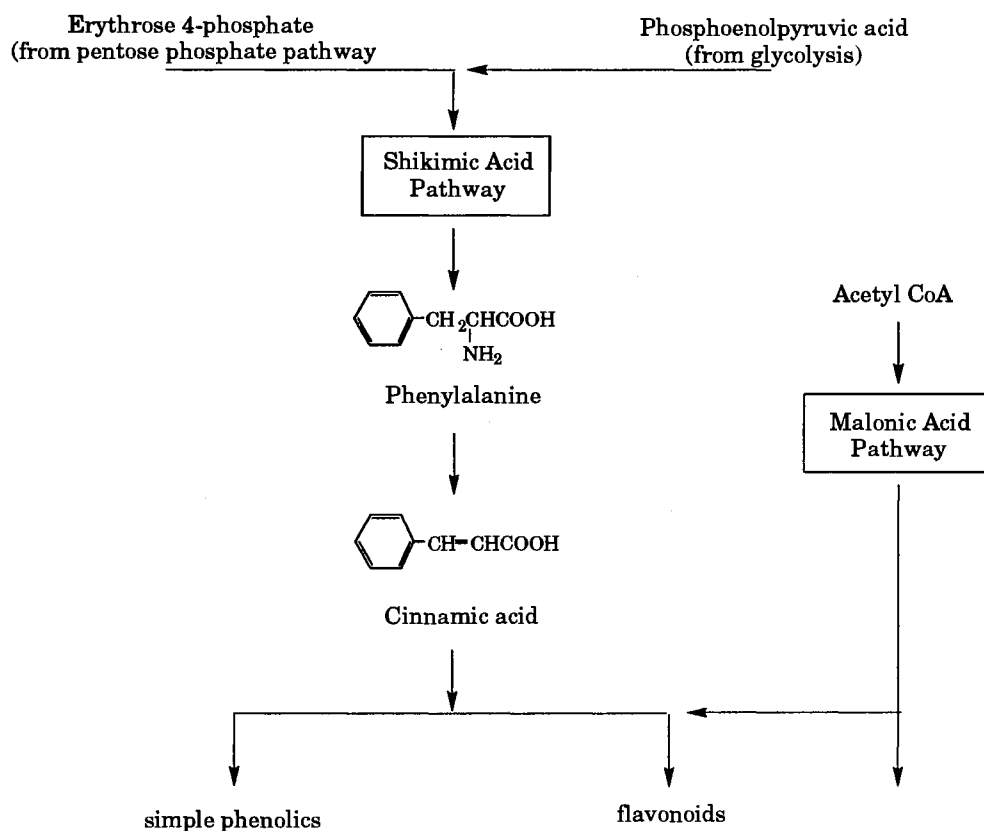 Erythrose 4-phosphate
(from pentose phosphate pathway
Phosphoenolpyruvic acid
(from glycolysis)
Shikimic Acid
Pathway
CH2CHCOOH
NH2
Phenylalanine
Acetyl CoA
Malonic Acid
Pathway
CH=CHCOOH
Cinnamic acid
simple phenolics
flavonoids